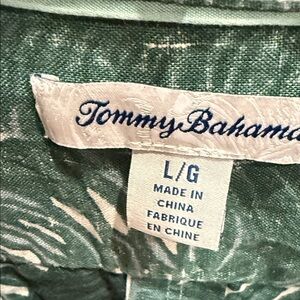 Tommy Bahama
L/G
MADE IN
CHINA
FABRIQUE
EN CHINE